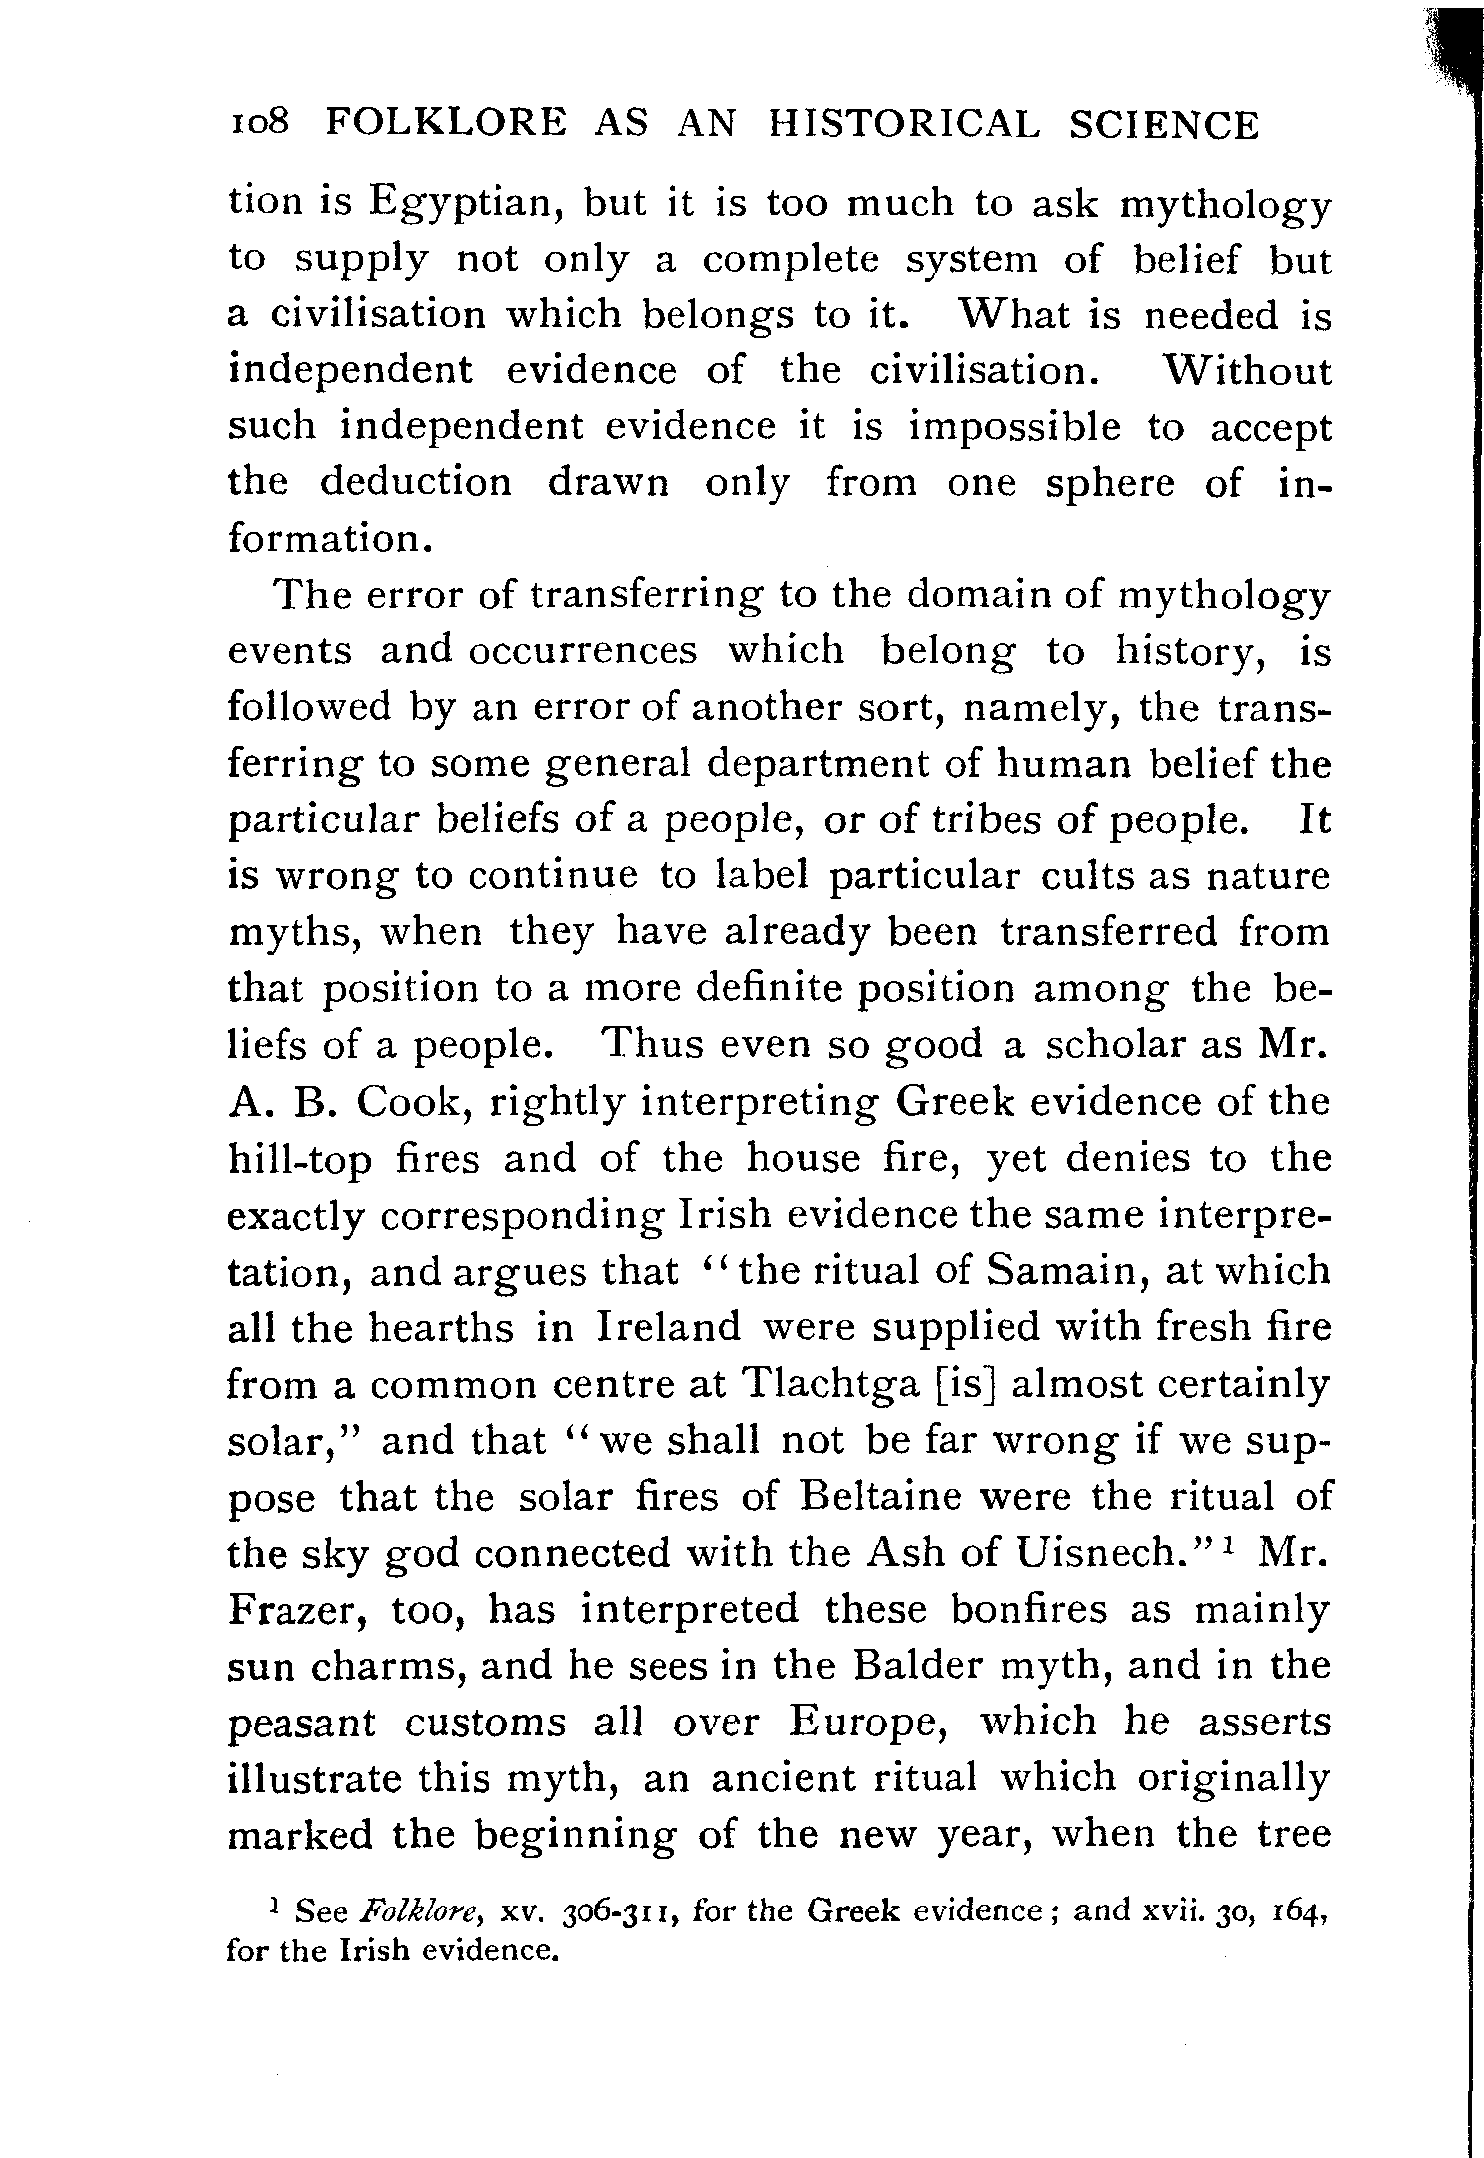 108 FOLKLORE AS AN HISTORICAL SCIENCE
tion is Egyptian, but it is too much to ask mythology
to supply not only a complete system of belief but
a civilisation which belongs to it. What is needed is
independent evidence of the civilisation. Without
such independent evidence it is impossible to accept
the deduction drawn only from one sphere of in-
formation.
The error of transferring to the domain of mythology
events and occurrences which belong to history, is
followed by an error of another sort, namely, the trans-
ferring to some general department of human belief the
particular beliefs of a people, or of tribes of people. It
is wrong to continue to label particular cults as nature
myths, when they have already been transferred from
that position to a more definite position among the be-
liefs of a people. Thus even so good a scholar as Mr.
A. B. Cook, rightly interpreting Greek evidence of the
hill-top fires and of the house fire, yet denies to the
exactly corresponding Irish evidence the same interpre-
tation, and argues that “the ritual of Samain, at which
all the hearths in Ireland were supplied with fresh fire
from a common centre at Tlachtga [is] almost certainly
solar,” and that “we shall not be far wrong if we sup-
pose that the solar fires of Beltaine were the ritual of
the sky god connected with the Ash of Uisnech.”¹ Mr.
Frazer, too, has interpreted these bonfires as mainly
sun charms, and he sees in the Balder myth, and in the
peasant customs all over Europe, which he asserts
illustrate this myth, an ancient ritual which originally
marked the beginning of the new year, when the tree
¹ See Folklore, xv. 306-311, for the Greek evidence; and xvii. 30, 164,
for the Irish evidence.